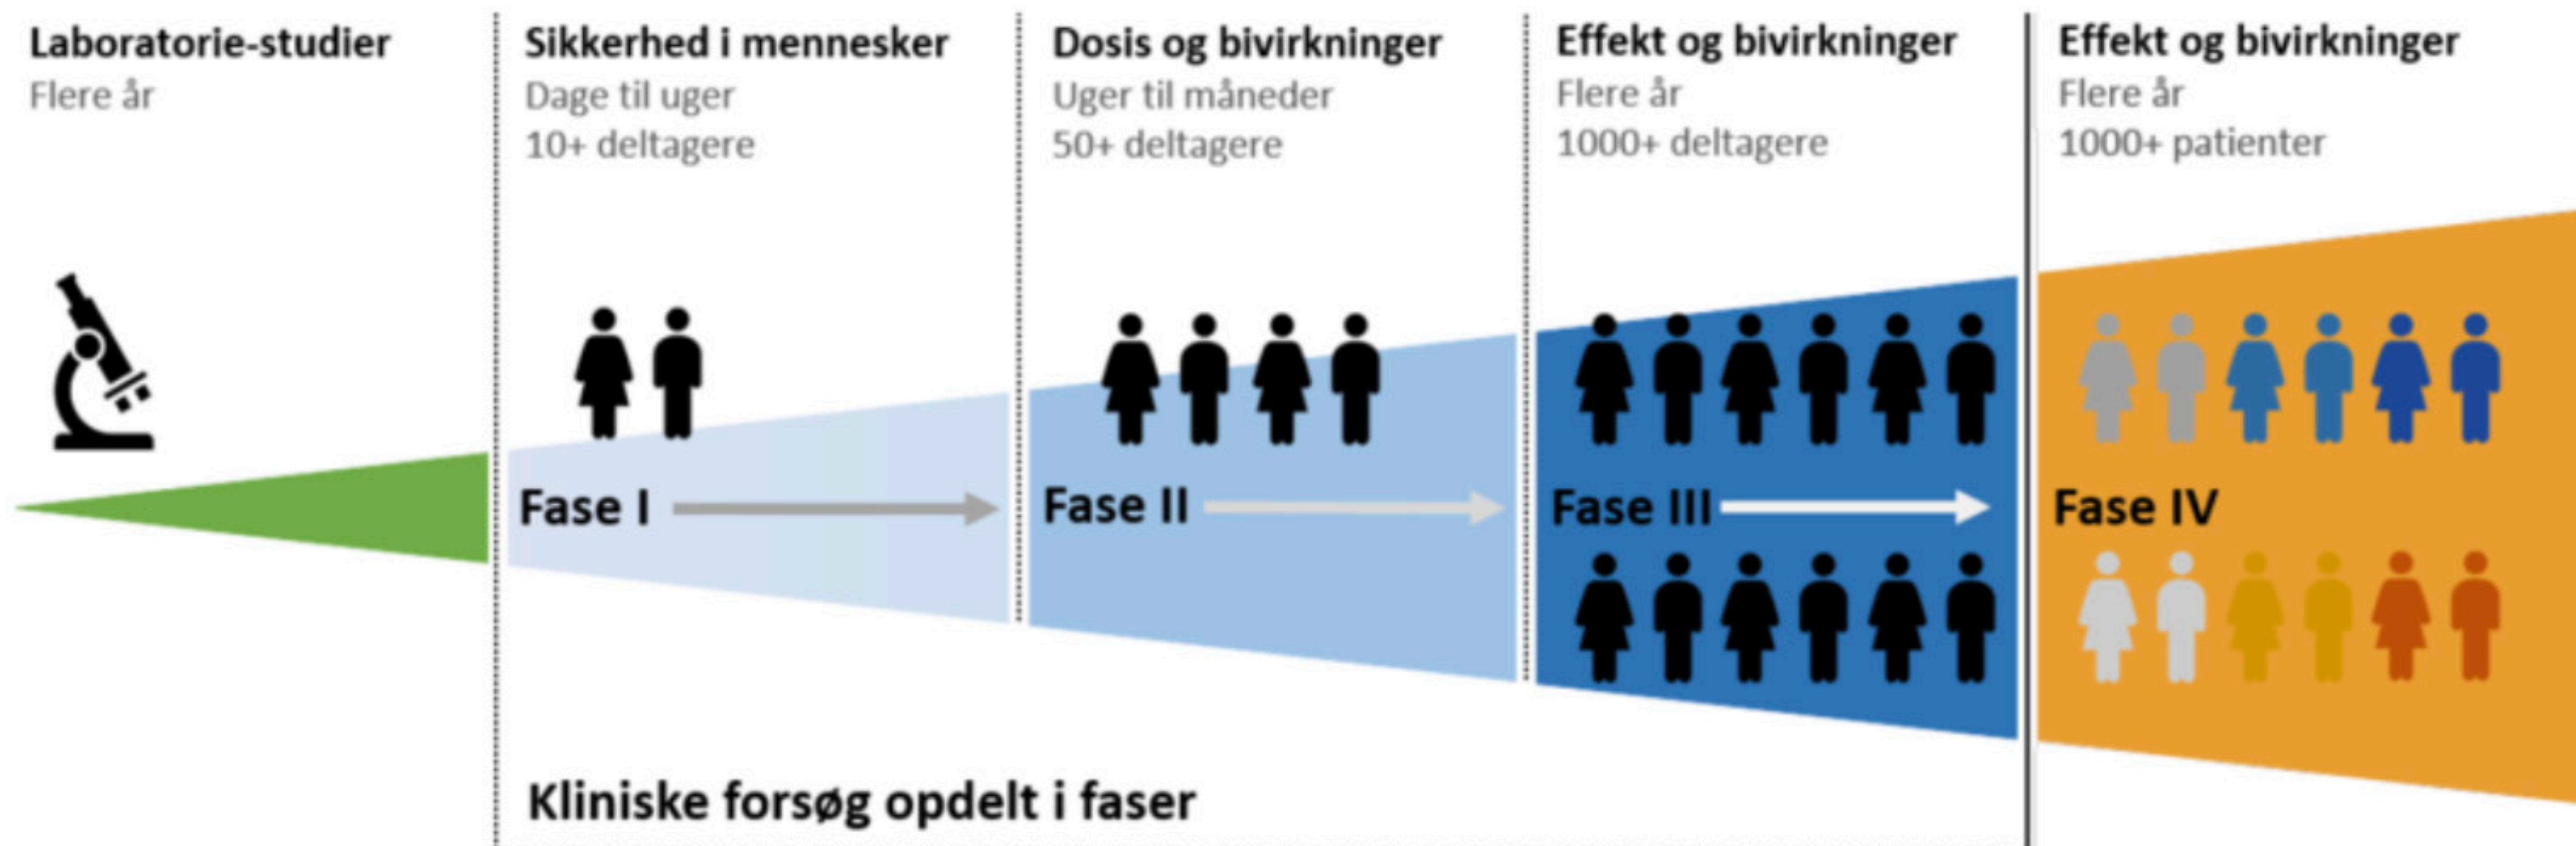 Laboratorie-studier
Flere år
Sikkerhed i mennesker
Dage til uger
10+ deltagere
Dosis og bivirkninger
Uger til måneder
50+ deltagere
Effekt og bivirkninger
Flere år
1000+ deltagere
Effekt og bivirkninger
Flere år
1000+ patienter
Fase I
Fase II
Fase III
Fase IV
Kliniske forsøg opdelt i faser